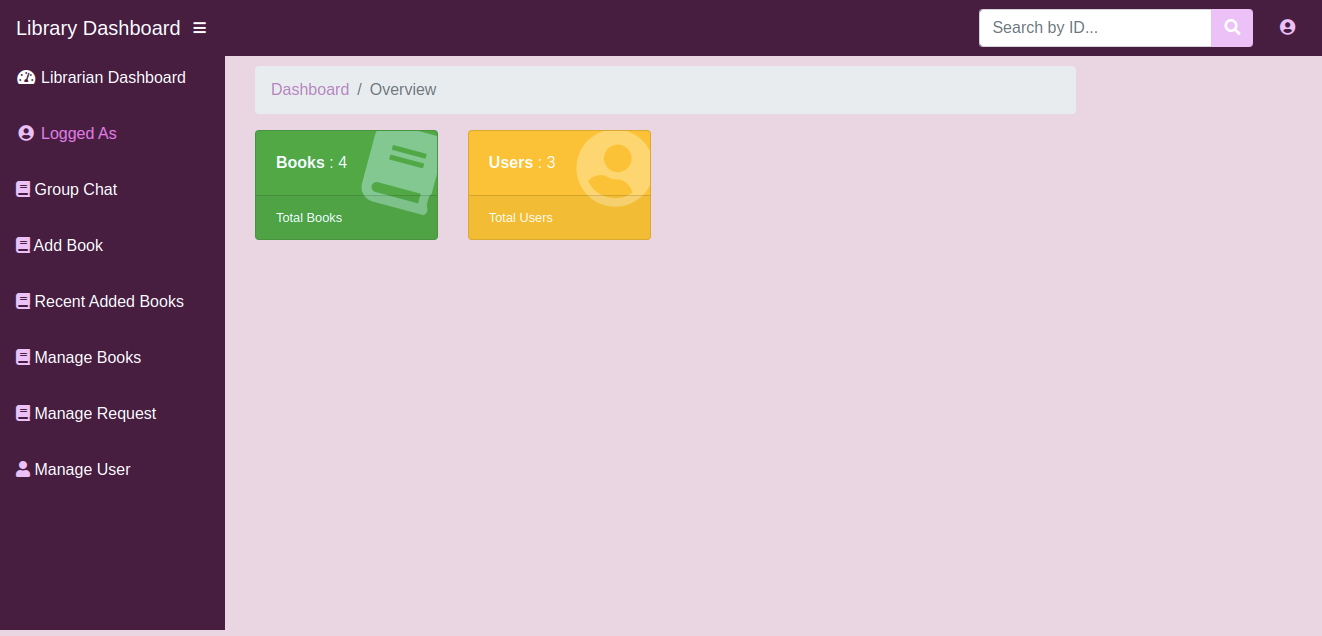 Library Dashboard
Search by ID...
Librarian Dashboard
Logged As
Group Chat
Add Book
Recent Added Books
Manage Books
Manage Request
Manage User
Dashboard / Overview
Books : 4
Total Books
Users : 3
Total Users